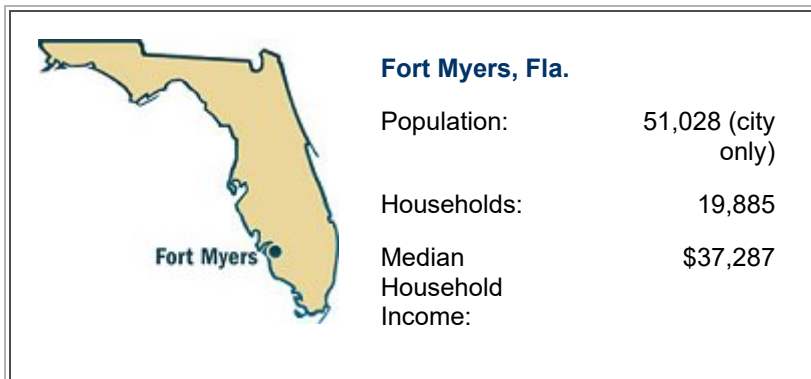 Fort Myers, Fla.
Population: 51,028 (city
only)
Households: 19,885
Fort Myers
Median $37,287
Household
Income: